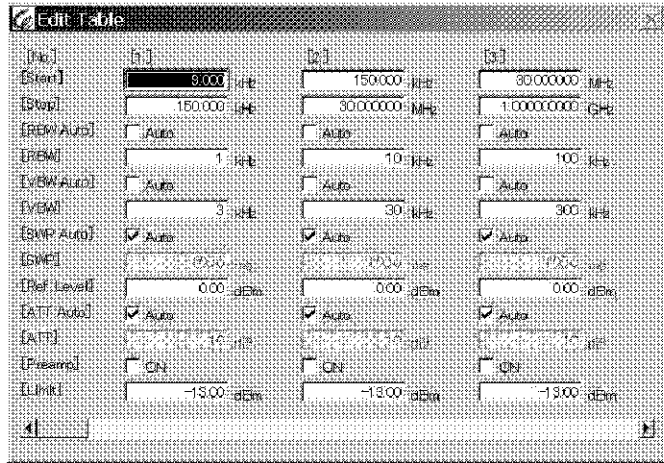 Edit Table
[No.] [1:] [2:] [3:]
[Start] 9.000 kHz 150.000 kHz 30.000000 MHz
[Stop] 150.000 kHz 30.000000 MHz 1.000000000 GHz
[RBW Auto] Auto Auto Auto
[RBW] 1 kHz 10 kHz 100 kHz
[VBW Auto] Auto Auto Auto
[VBW] 3 kHz 30 kHz 300 kHz
[SWP Auto] Auto Auto Auto
[SWP]
[Ref Level] 0.00 dBm 0.00 dBm 0.00 dBm
[ATT Auto] Auto Auto Auto
[ATT] 10 dB
[Preamp] ON ON ON
[Limit] -13.00 dBm -13.00 dBm -13.00 dBm